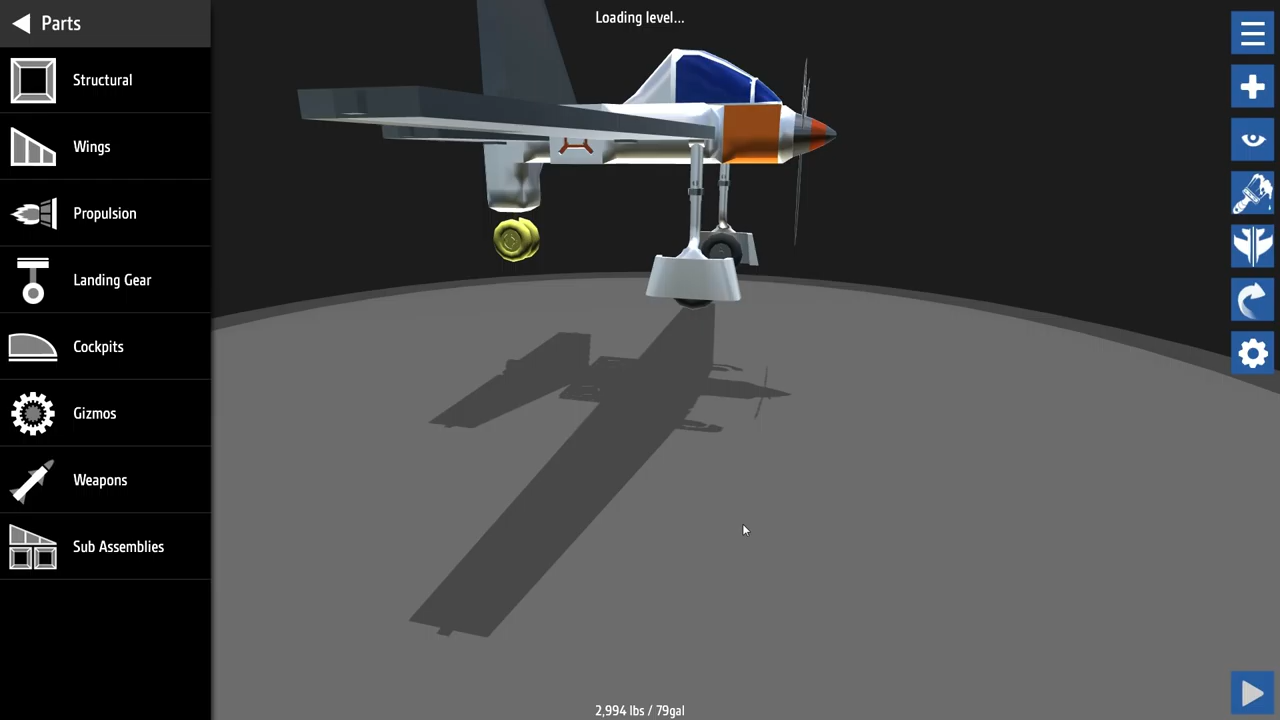 Loading level...
Parts
Structural
Wings
Propulsion
Landing Gear
Cockpits
Gizmos
Weapons
Sub Assemblies
2,994 lbs / 79gal